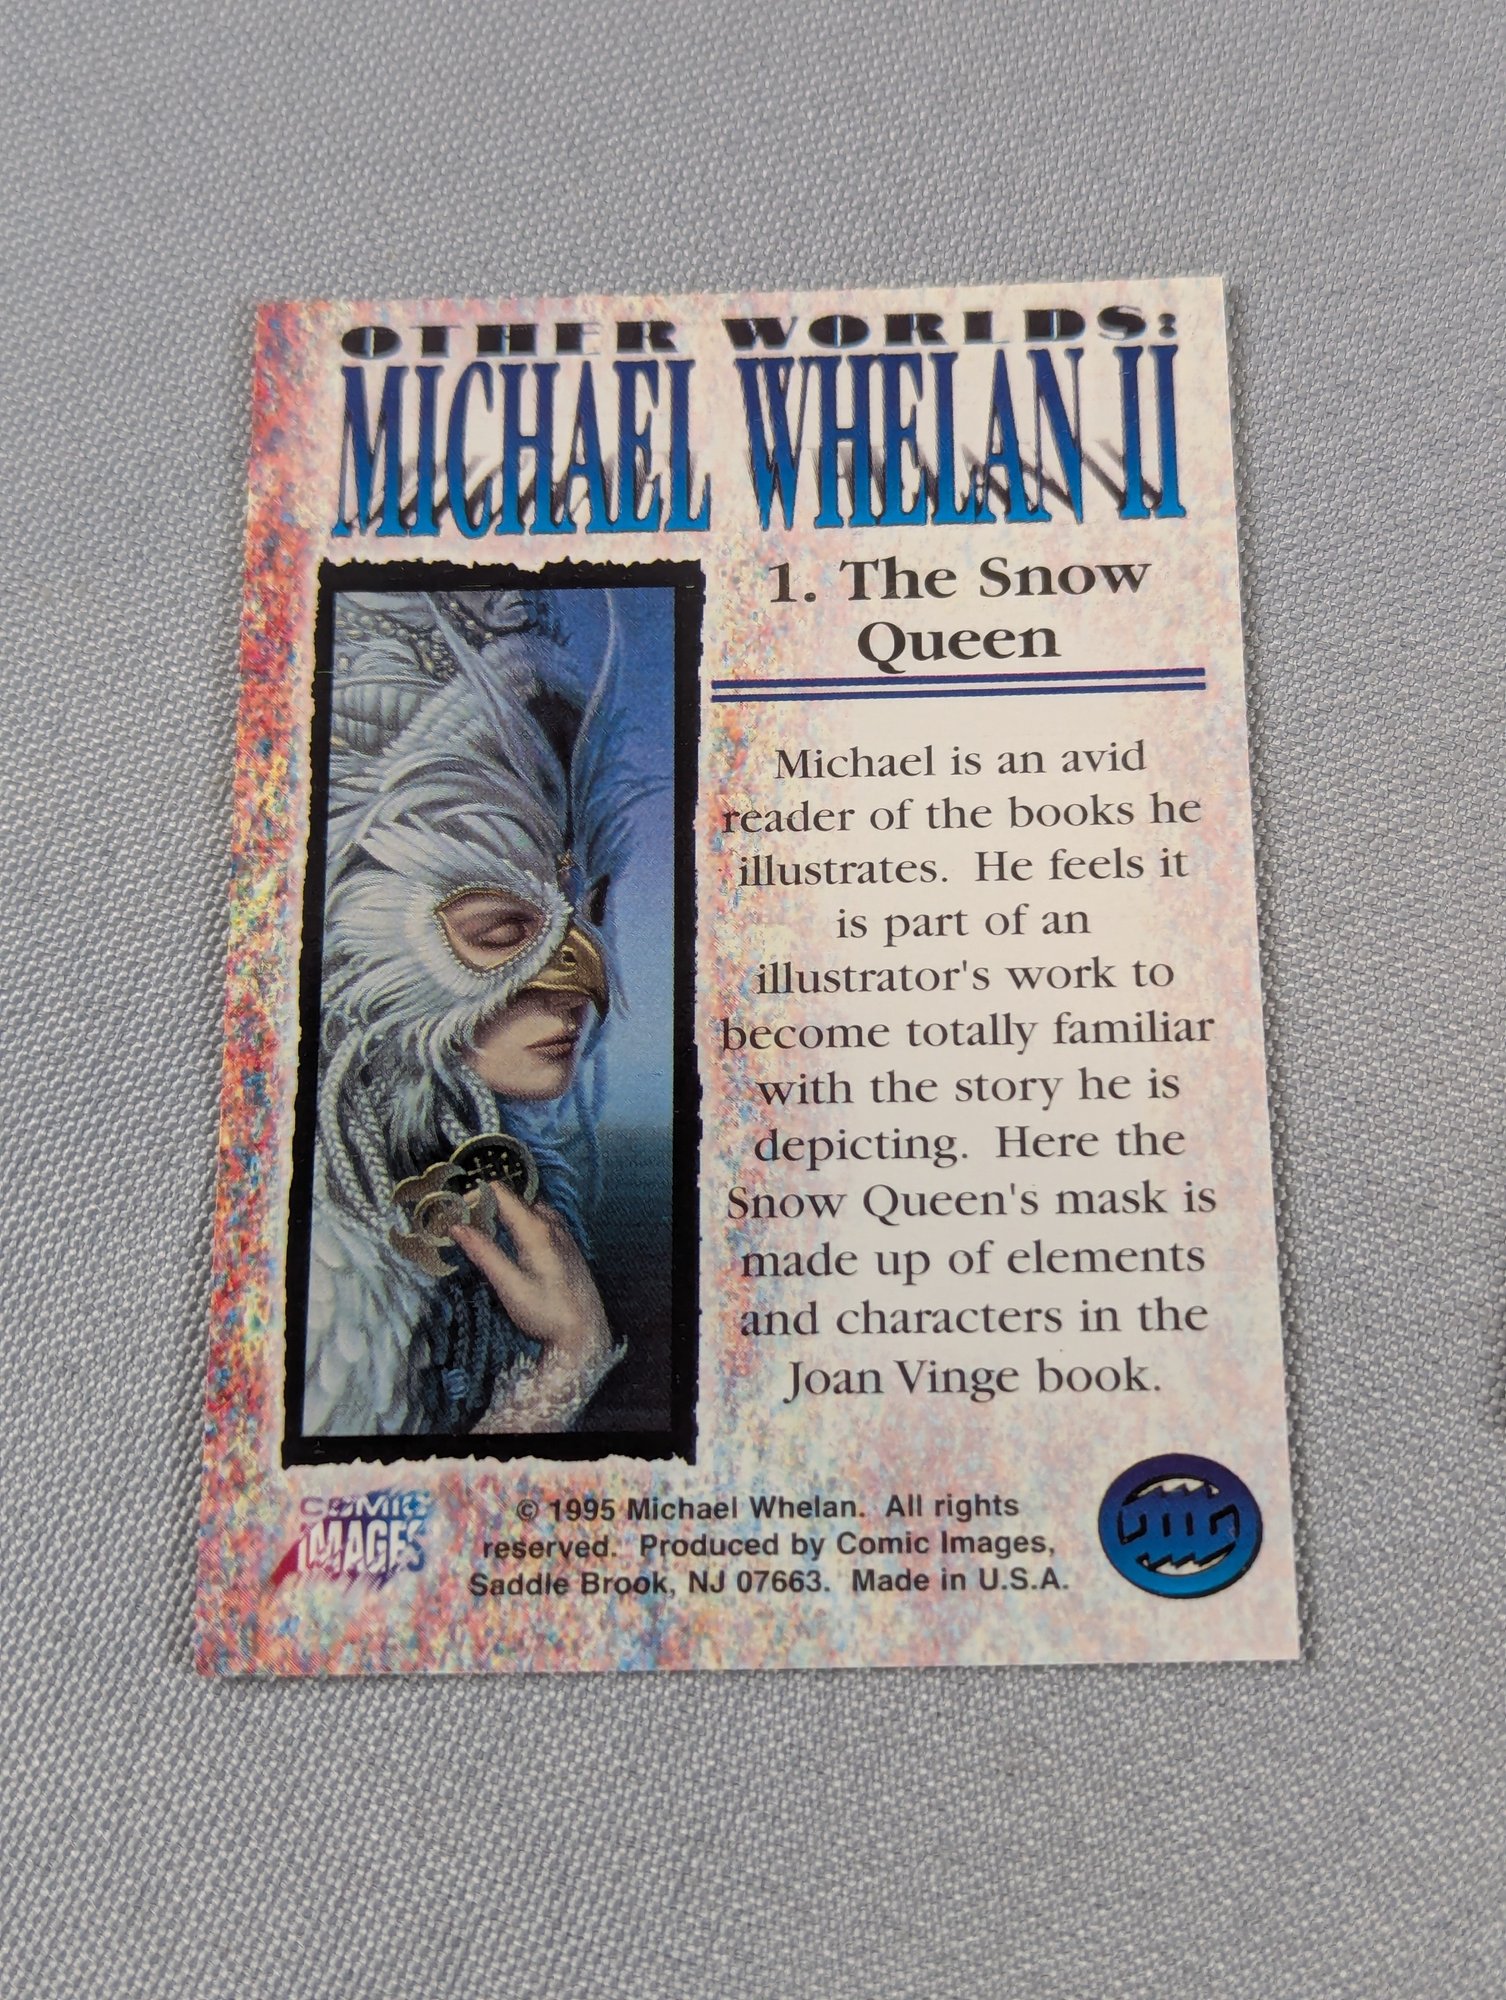 OTHER WORLDS:
MICHAEL WHELAN II
1. The Snow
Queen
Michael is an avid
reader of the books he
illustrates.  He feels it
is part of an
illustrator's work to
become totally familiar
with the story he is
depicting.  Here the
Snow Queen's mask is
made up of elements
and characters in the
Joan Vinge book.
COMIC
IMAGES
© 1995 Michael Whelan.  All rights
reserved.  Produced by Comic Images,
Saddle Brook, NJ 07663.  Made in U.S.A.